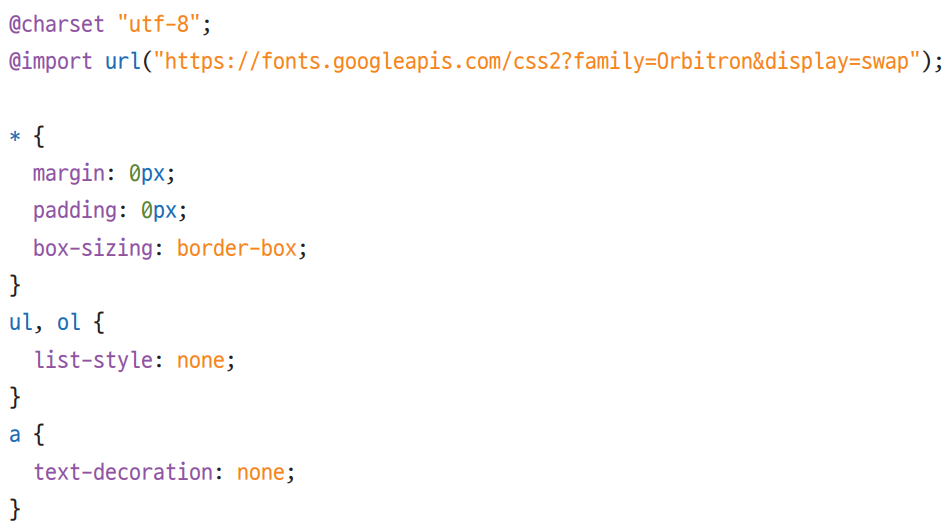 @charset "utf-8";
@import url("https://fonts.googleapis.com/css2?family=Orbitron&display=swap");

* {
  margin: 0px;
  padding: 0px;
  box-sizing: border-box;
}
ul, ol {
  list-style: none;
}
a {
  text-decoration: none;
}